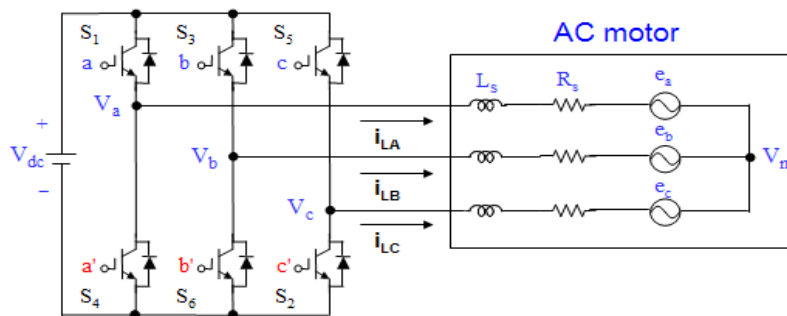 S1 S3 S5
AC motor
a b c
Ls Rs ea
Va
+
iLA
eb
Vdc
Vb
Vn
−
iLB
ec
Vc
iLC
a' b' c'
S4 S6 S2